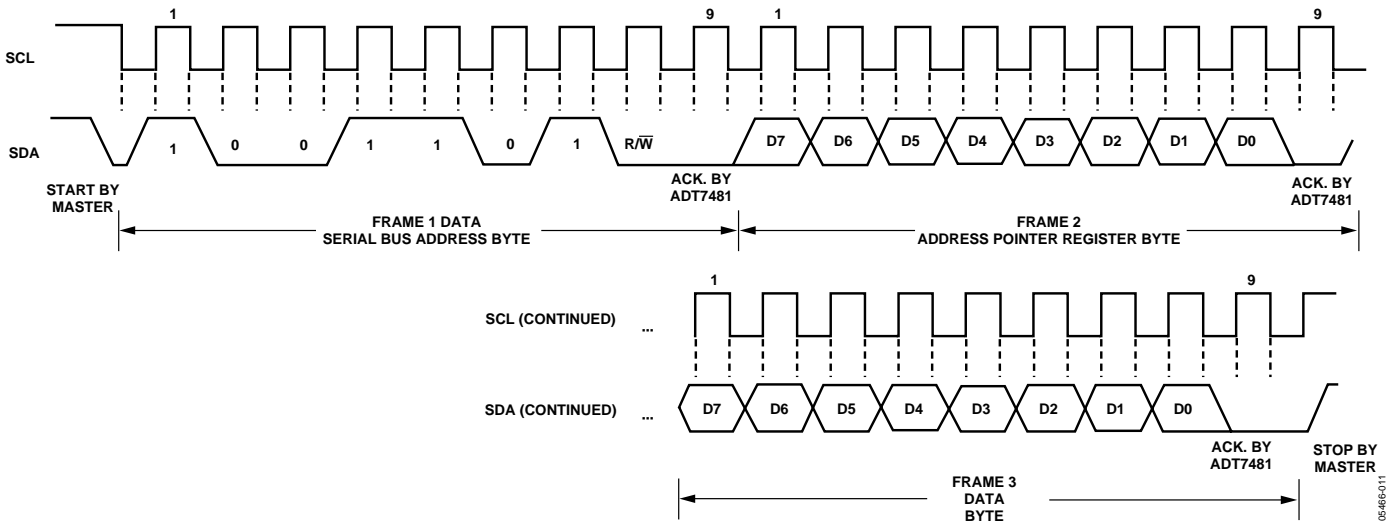 1 9 1 9
SCL
SDA 1 0 0 1 1 0 1 R/W̅ D7 D6 D5 D4 D3 D2 D1 D0
START BY
MASTER
ACK. BY
ADT7481
ACK. BY
ADT7481
FRAME 1 DATA
SERIAL BUS ADDRESS BYTE
FRAME 2
ADDRESS POINTER REGISTER BYTE
1 9
SCL (CONTINUED) ...
SDA (CONTINUED) ... D7 D6 D5 D4 D3 D2 D1 D0
ACK. BY
ADT7481
STOP BY
MASTER
FRAME 3
DATA
BYTE
05466-011